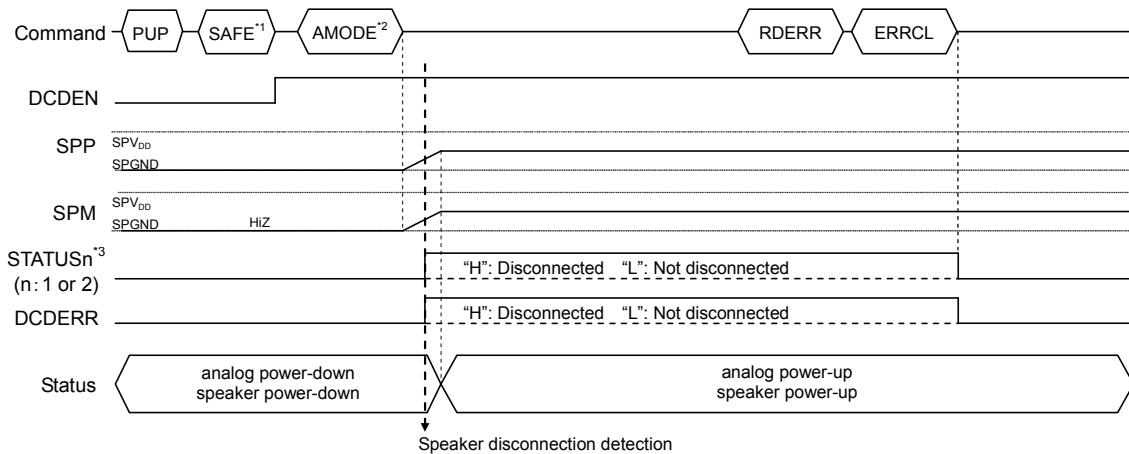 Command PUP SAFE*1 AMODE*2 RDERR ERRCL
DCDEN
SPP SPVDD
SPGND
SPM SPVDD
SPGND HiZ
STATUSn*3
(n:1 or 2)
"H": Disconnected "L": Not disconnected
DCDERR "H": Disconnected "L": Not disconnected
Status
analog power-down
speaker power-down
analog power-up
speaker power-up
Speaker disconnection detection